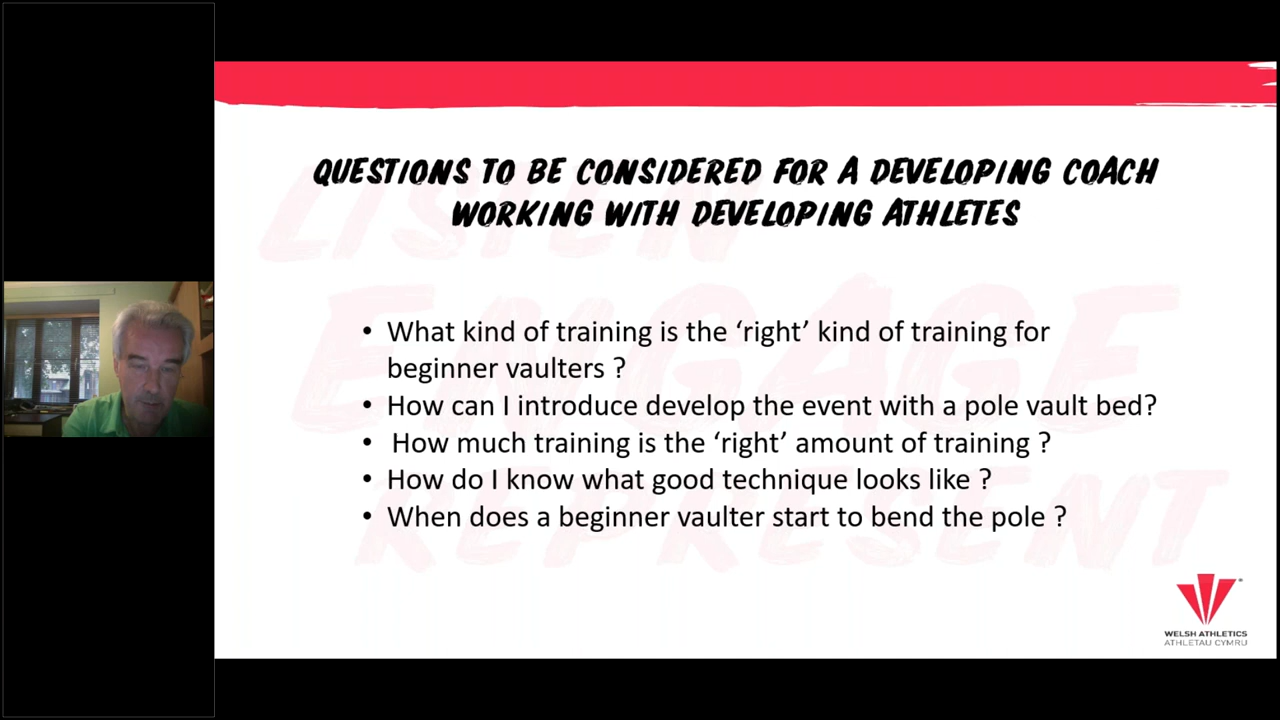 QUESTIONS TO BE CONSIDERED FOR A DEVELOPING COACH
WORKING WITH DEVELOPING ATHLETES
LISTEN
ENGAGE
REPRESENT
• What kind of training is the ‘right’ kind of training for
beginner vaulters ?
• How can I introduce develop the event with a pole vault bed?
• How much training is the ‘right’ amount of training ?
• How do I know what good technique looks like ?
• When does a beginner vaulter start to bend the pole ?
WELSH ATHLETICS
ATHLETAU CYMRU